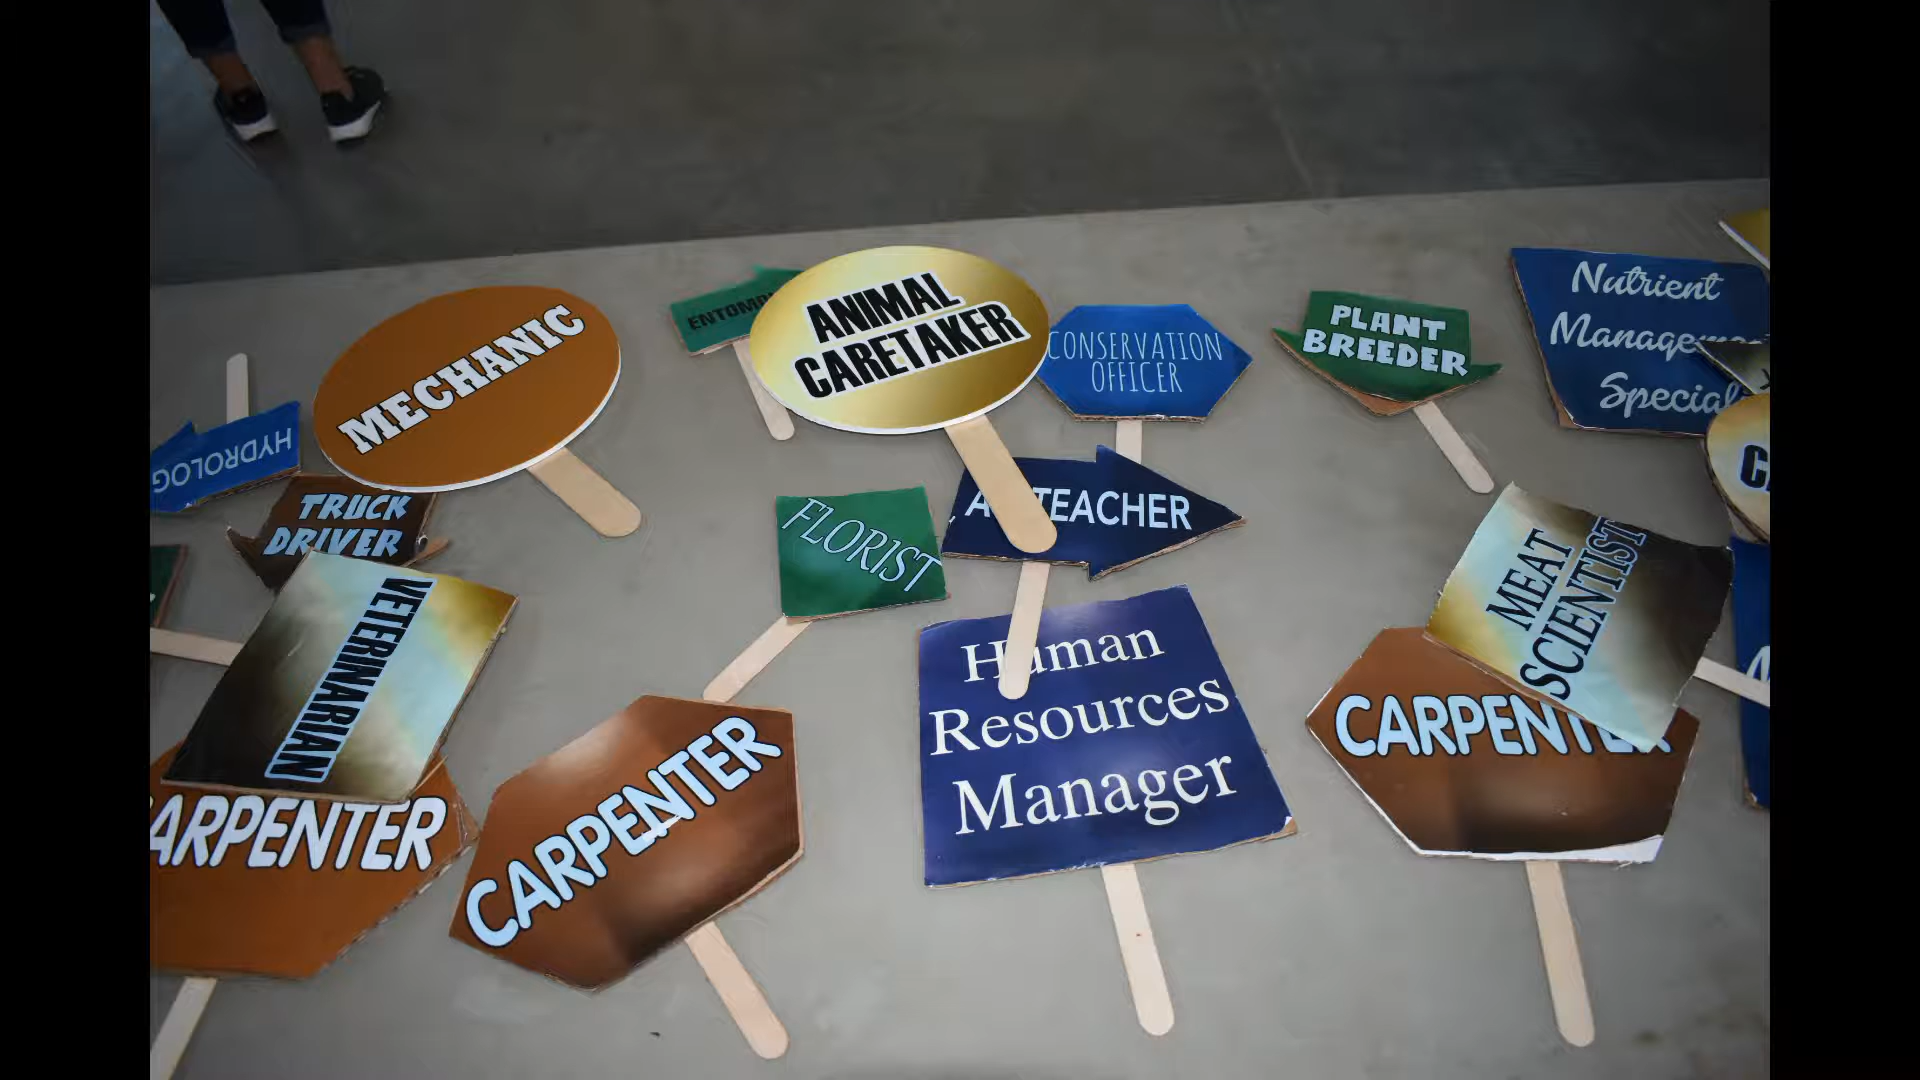 MECHANIC
ANIMAL
CARETAKER
CONSERVATION
OFFICER
PLANT
BREEDER
Nutrient
HYDROLOG
TRUCK
DRIVER
FLORIST
TEACHER
MEAT
SCIENTIST
VETERINARIAN
Human
Resources
Manager
CARPENTER
ARPENTER
CARPENTER